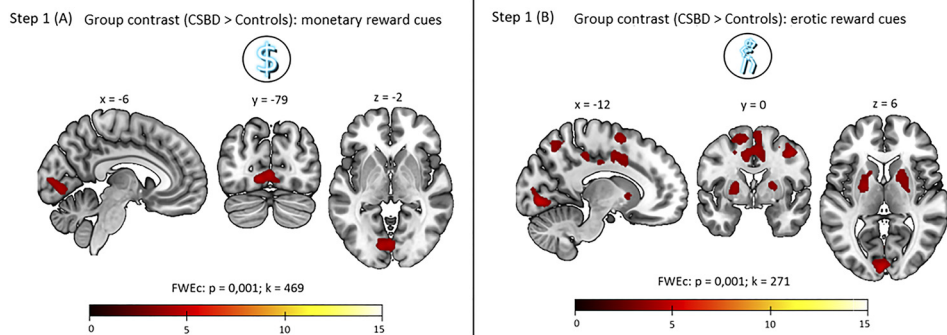 Step 1 (A) Group contrast (CSBD > Controls): monetary reward cues
$
x = -6 y = -79 z = -2
FWEc: p = 0,001; k = 469
0 5 10 15
Step 1 (B) Group contrast (CSBD > Controls): erotic reward cues
x = -12 y = 0 z = 6
FWEc: p = 0,001; k = 271
0 5 10 15